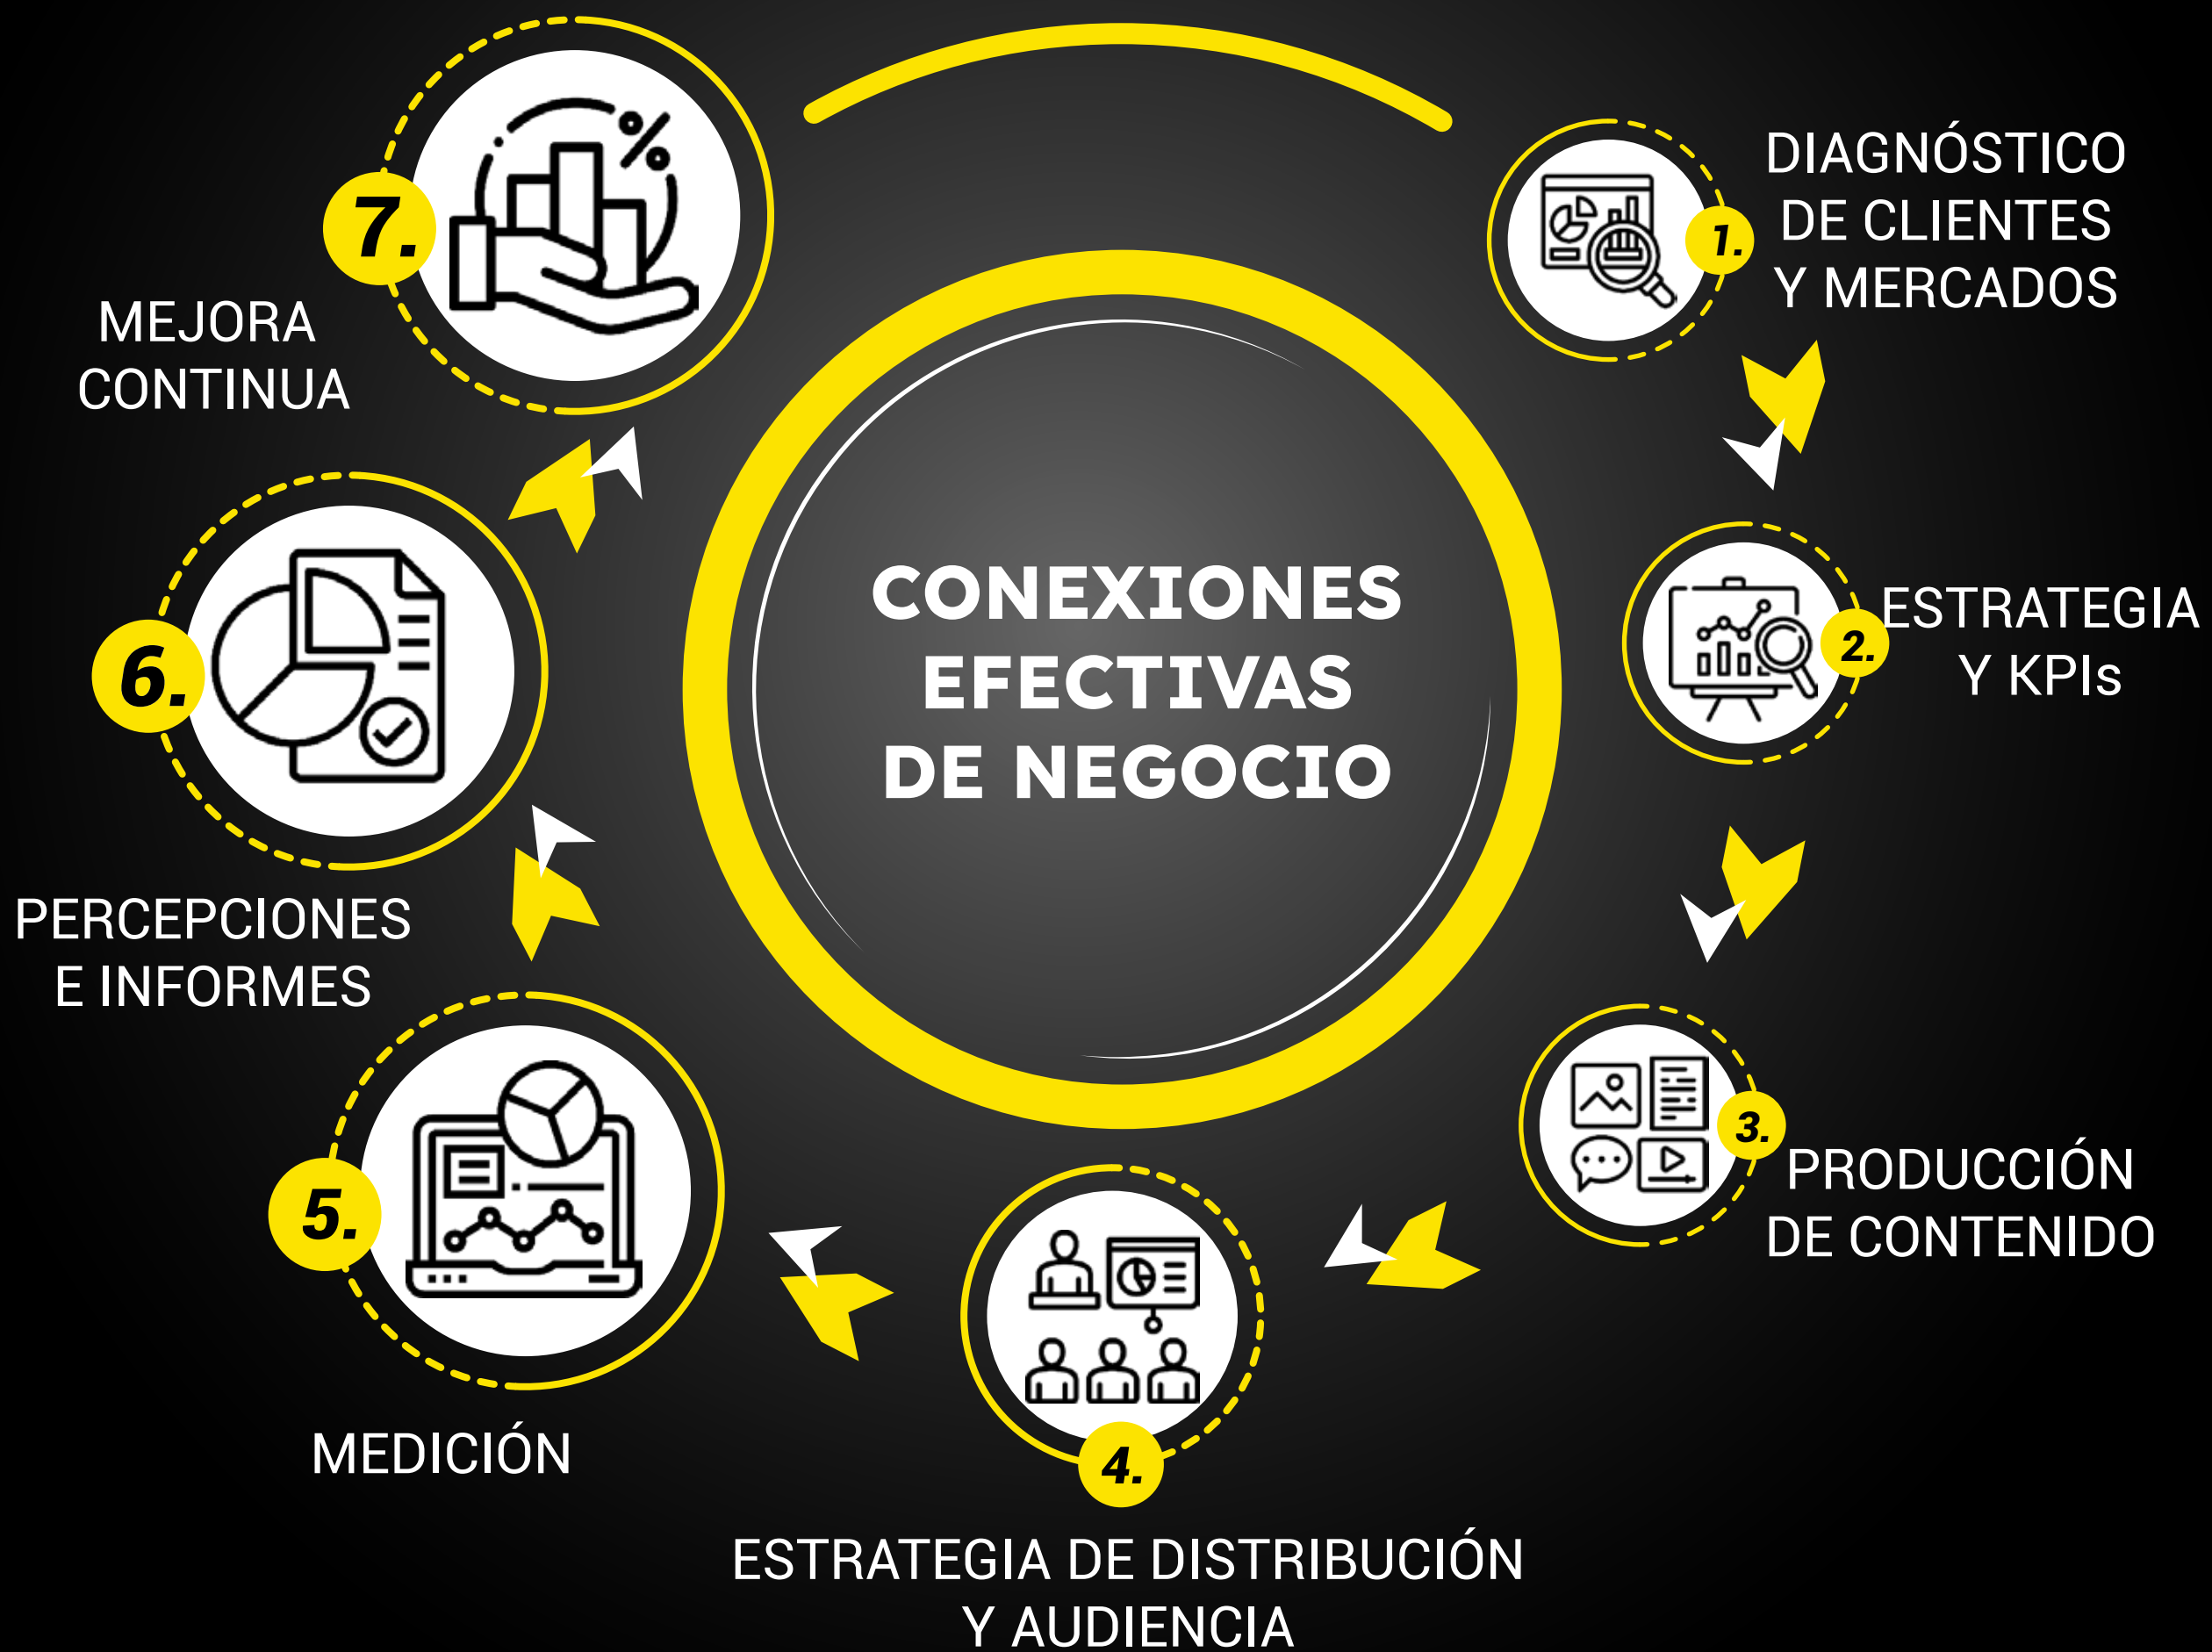 CONEXIONES
EFECTIVAS
DE NEGOCIO
1.
DIAGNÓSTICO
DE CLIENTES
Y MERCADOS
2.
ESTRATEGIA
Y KPIs
3.
PRODUCCIÓN
DE CONTENIDO
4.
ESTRATEGIA DE DISTRIBUCIÓN
Y AUDIENCIA
5.
MEDICIÓN
6.
PERCEPCIONES
E INFORMES
7.
MEJORA
CONTINUA
%